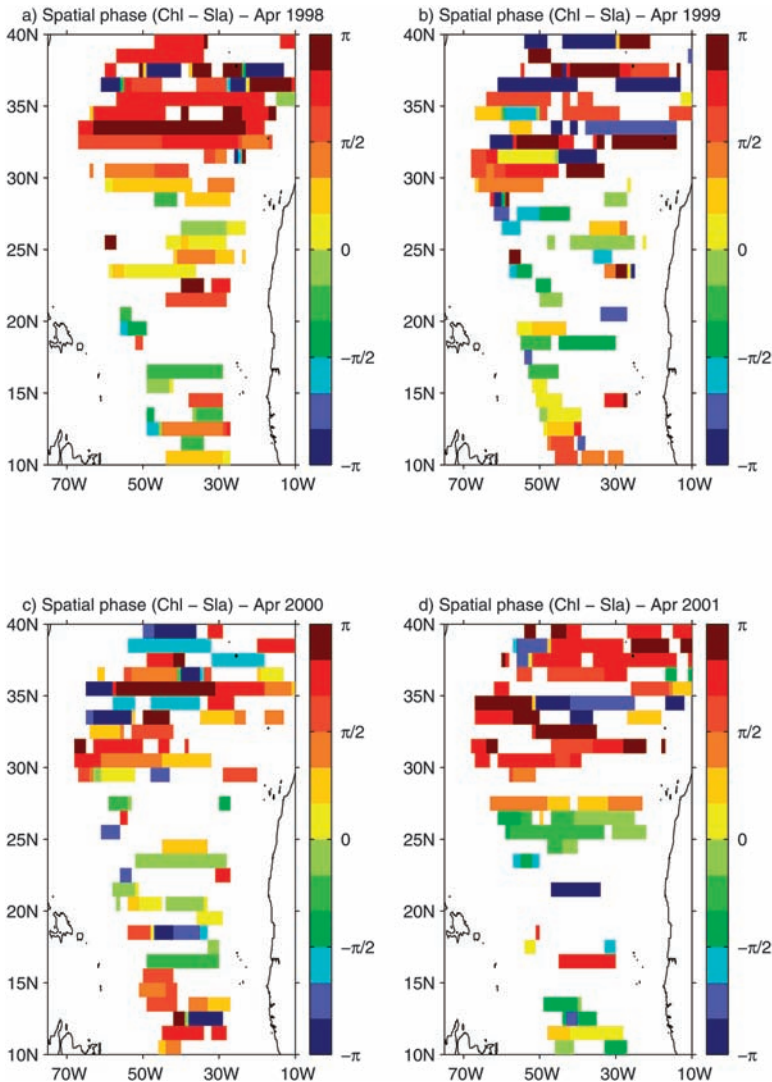 a) Spatial phase (Chl – Sla) – Apr 1998
b) Spatial phase (Chl – Sla) – Apr 1999
40N
35N
30N
25N
20N
15N
10N
70W 50W 30W 10W
π
π/2
0
–π/2
–π
40N
35N
30N
25N
20N
15N
10N
70W 50W 30W 10W
π
π/2
0
–π/2
–π
c) Spatial phase (Chl – Sla) – Apr 2000
d) Spatial phase (Chl – Sla) – Apr 2001
40N
35N
30N
25N
20N
15N
10N
70W 50W 30W 10W
π
π/2
0
–π/2
–π
40N
35N
30N
25N
20N
15N
10N
70W 50W 30W 10W
π
π/2
0
–π/2
–π